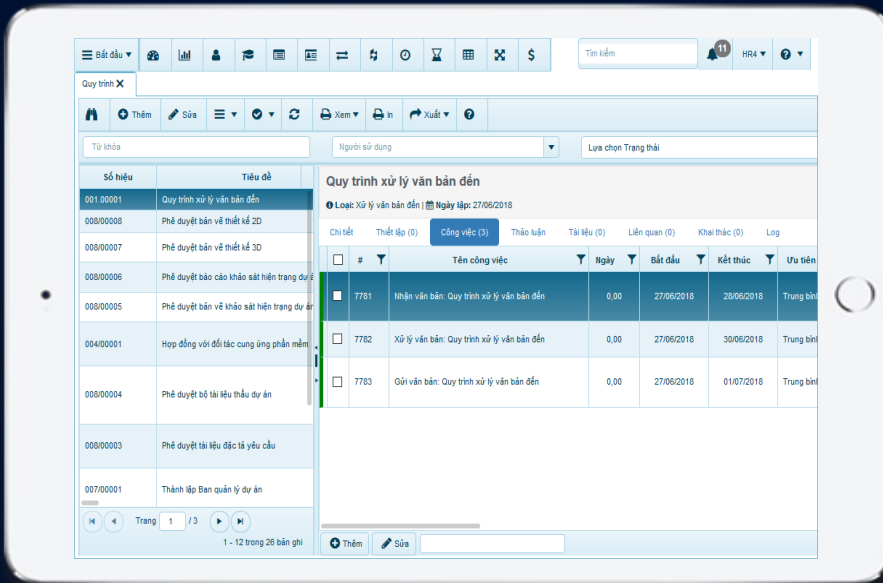 Bắt đầu
$
Tìm kiếm
11
HR4
Quy trình X
Thêm
Sửa
Xem
In
Xuất
Từ khóa
Người sử dụng
Lựa chọn Trạng thái
Số hiệu Tiêu đề
001.00001 Quy trình xử lý văn bản đến
008/00008 Phê duyệt bản vẽ thiết kế 2D
008/00007 Phê duyệt bản vẽ thiết kế 3D
008/00006 Phê duyệt báo cáo khảo sát hiện trạng dự
008/00005 Phê duyệt bản vẽ khảo sát hiện trạng dự án
004/00001 Hợp đồng với đối tác cung ứng phần mềm
008/00004 Phê duyệt bộ tài liệu thầu dự án
008/00003 Phê duyệt tài liệu đặc tả yêu cầu
007/00001 Thành lập Ban quản lý dự án
Trang 1 / 3
1 - 12 trong 26 bản ghi
Quy trình xử lý văn bản đến
Loại: Xử lý văn bản đến | Ngày lập: 27/06/2018
Chi tiết Thiết lập (0) Công việc (3) Thảo luận Tài liệu (0) Liên quan (0) Khai thác (0) Log
# Tên công việc Ngày Bắt đầu Kết thúc Ưu tiên
7781 Nhận văn bản: Quy trình xử lý văn bản đến 0,00 27/06/2018 28/06/2018 Trung bình
7782 Xử lý văn bản: Quy trình xử lý văn bản đến 0,00 27/06/2018 30/06/2018 Trung bình
7783 Gửi văn bản: Quy trình xử lý văn bản đến 0,00 27/06/2018 01/07/2018 Trung bình
Thêm
Sửa